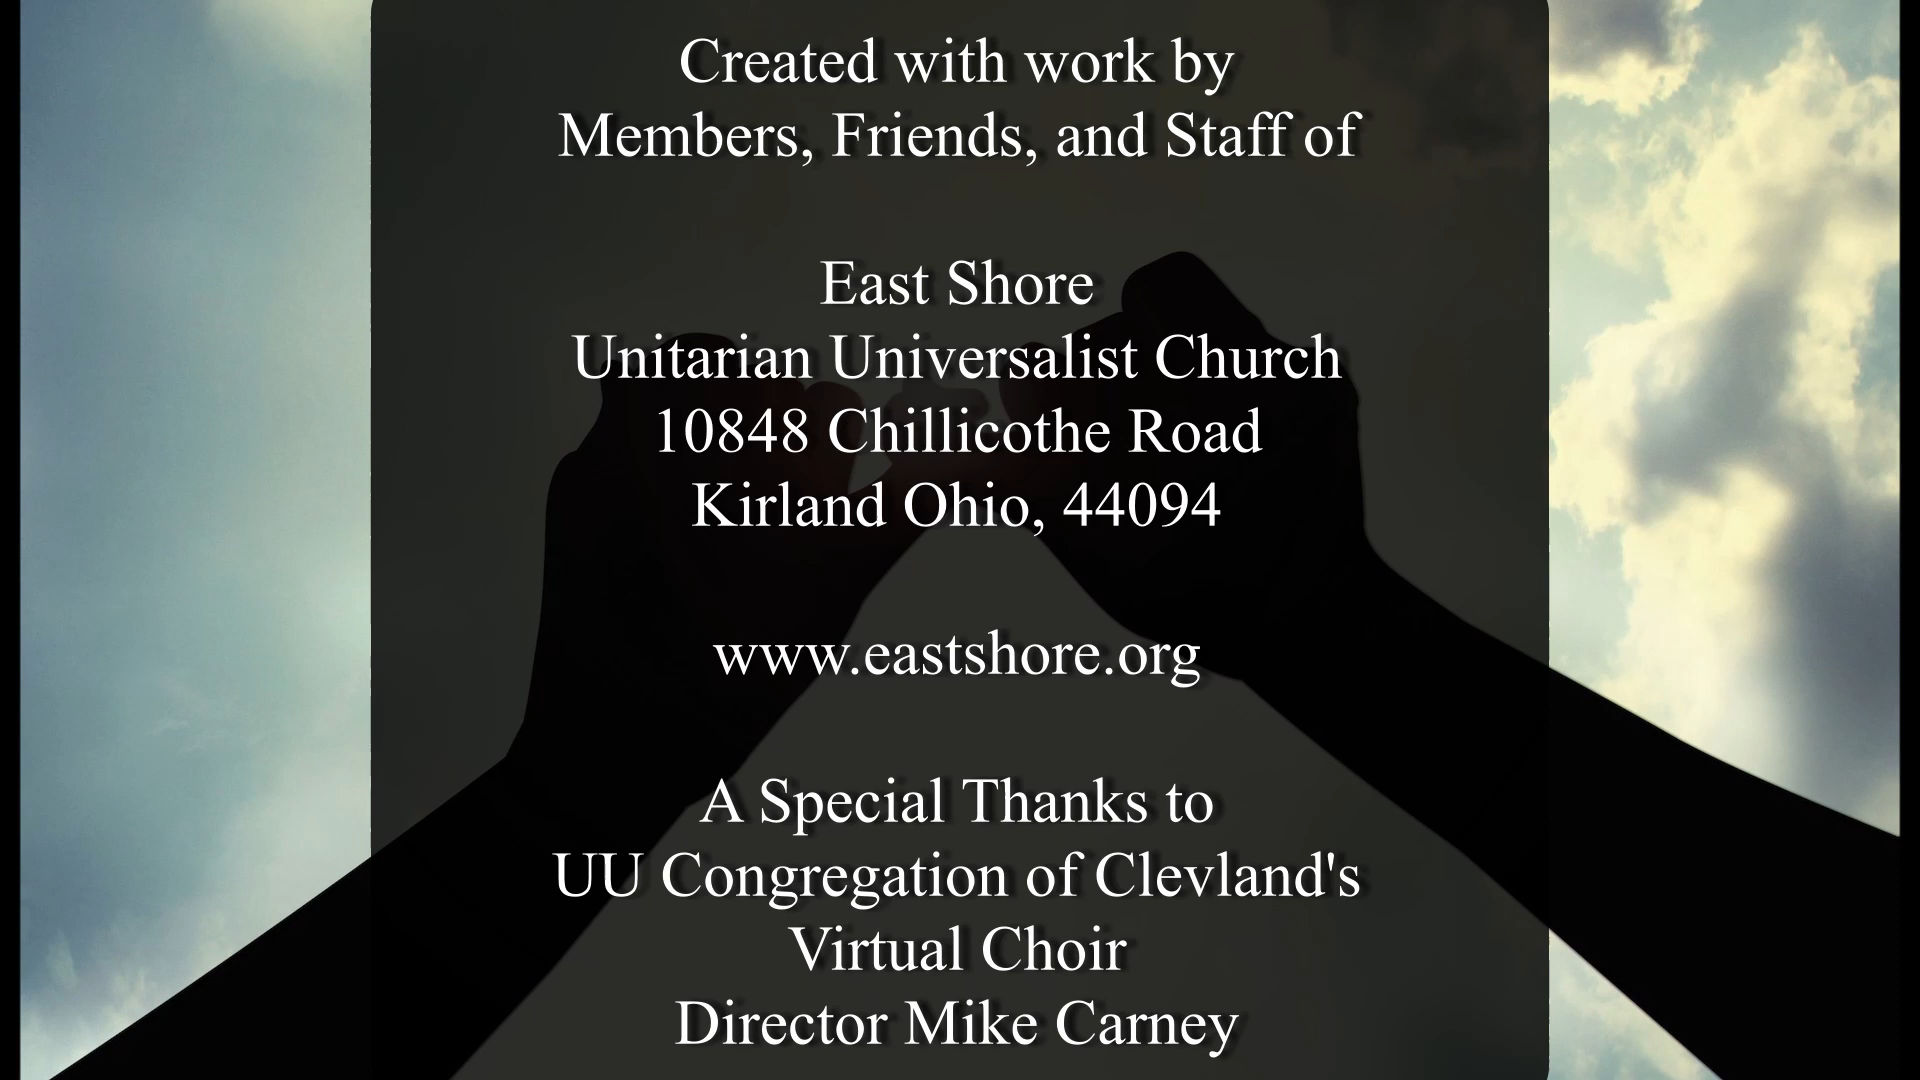 Created with work by
Members, Friends, and Staff of
East Shore
Unitarian Universalist Church
10848 Chillicothe Road
Kirland Ohio, 44094
www.eastshore.org
A Special Thanks to
UU Congregation of Clevland's
Virtual Choir
Director Mike Carney